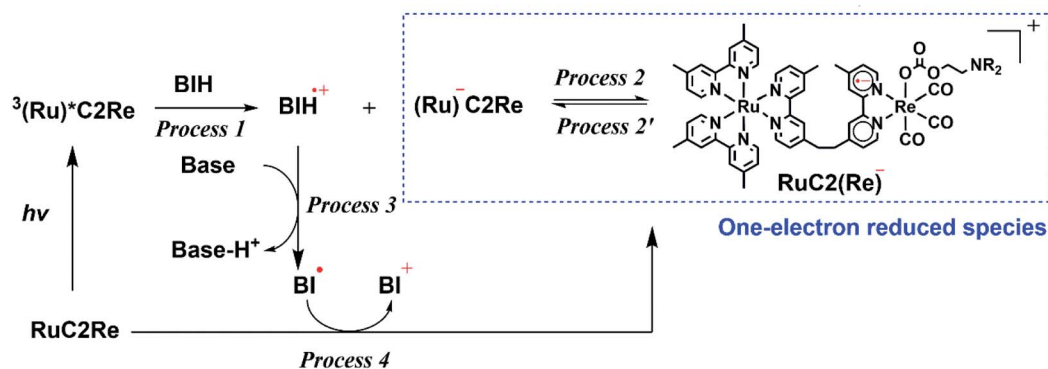 ³(Ru)*C2Re
BIH
Process 1
BIH•+
+
(Ru)⁻C2Re
Process 2
Process 2'
Ru
N
N
N
N
N
N
N
N
Re
O
O
O
NR₂
CO
CO
CO
•−
+
RuC2(Re)⁻
One-electron reduced species
hν
Base
Process 3
Base-H⁺
BI•
BI⁺
RuC2Re
Process 4